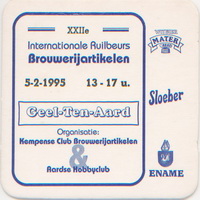 XXIIe
Internationale Ruilbeurs
Brouwerijartikelen
5-2-1995 13-17 u.
Geel-Ten-Aard
Organisatie:
Kempense Club Brouwerijartikelen
&
Aardse Hobbyclub
MATER
Sloeber
ENAME